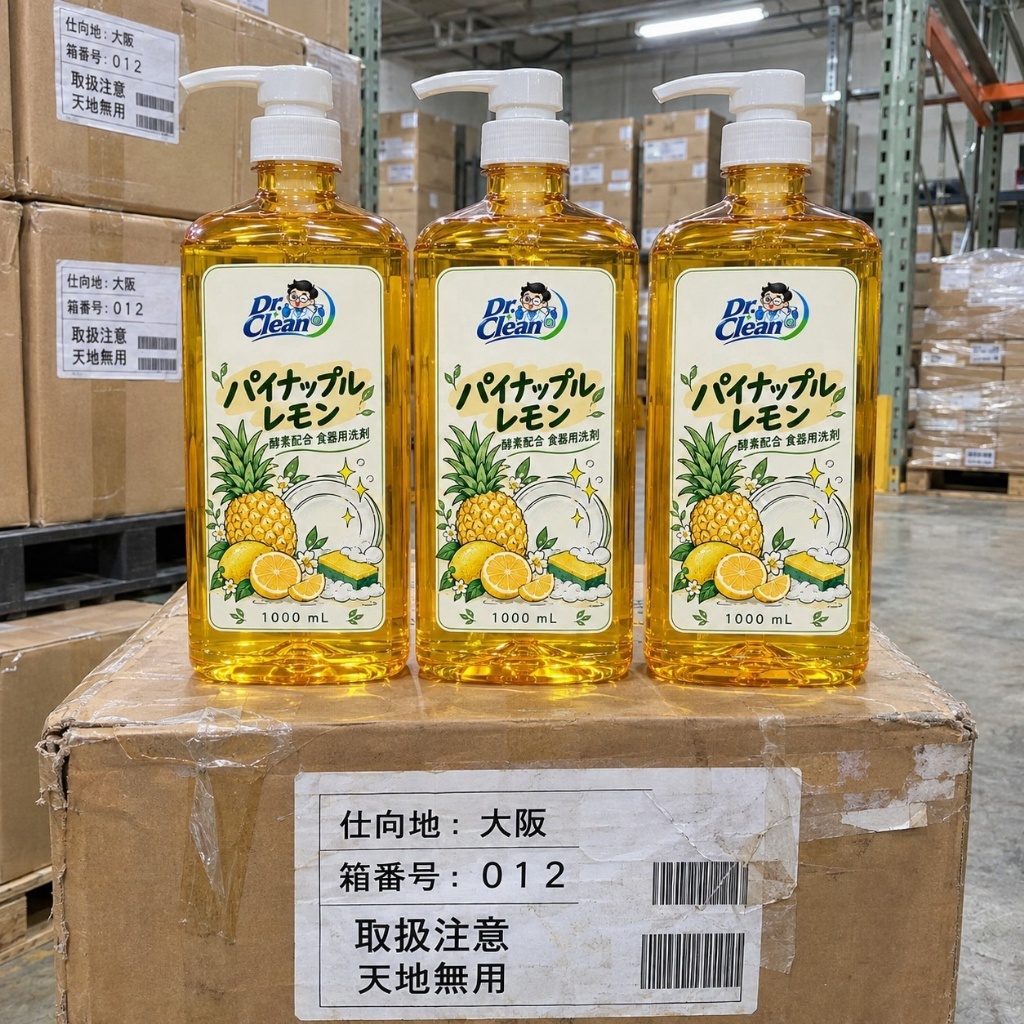 仕向地：大阪
箱番号：012
取扱注意
天地無用
仕向地：大阪
箱番号：012
取扱注意
天地無用
Dr.
Clean
パイナップル
レモン
酵素配合 食器用洗剤
1000 mL
Dr.
Clean
パイナップル
レモン
酵素配合 食器用洗剤
1000 mL
Dr.
Clean
パイナップル
レモン
酵素配合 食器用洗剤
1000 mL
仕向地：大阪
箱番号：012
取扱注意
天地無用